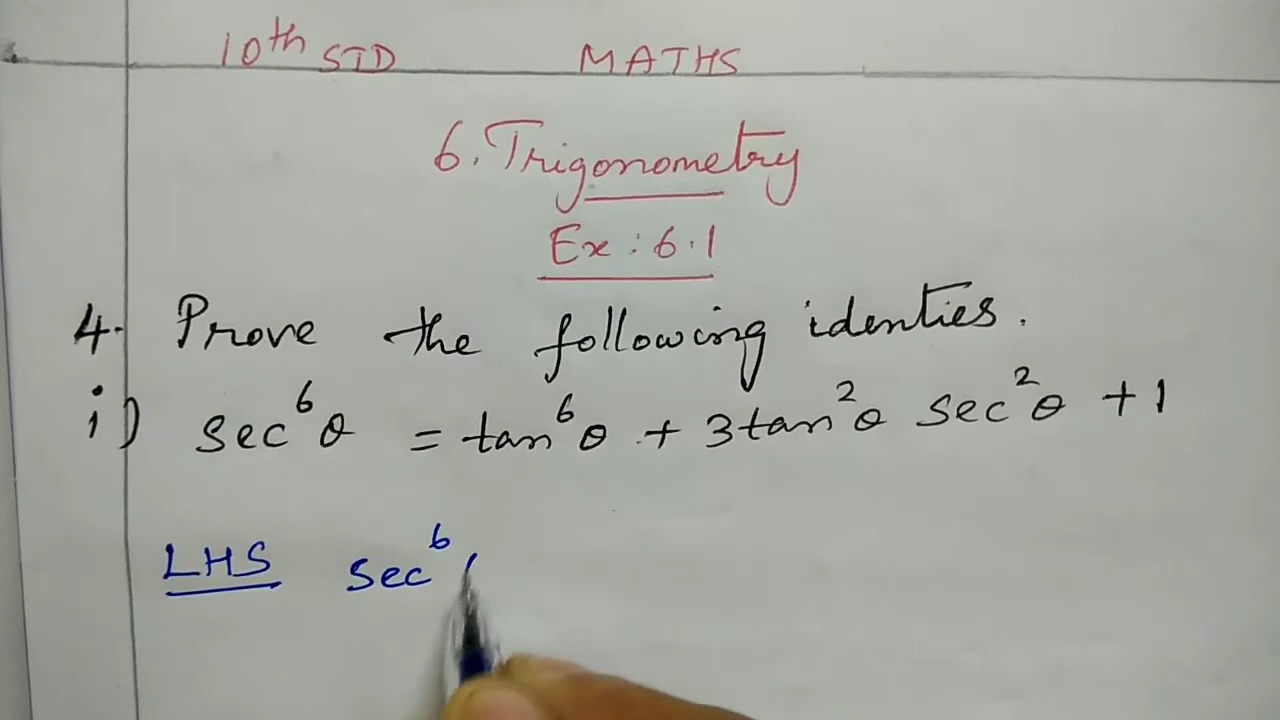 10th STD MATHS
6. Trigonometry
Ex : 6.1
4. Prove the following identies.
i) sec⁶θ = tan⁶θ + 3tan²θ sec²θ + 1
LHS sec⁶